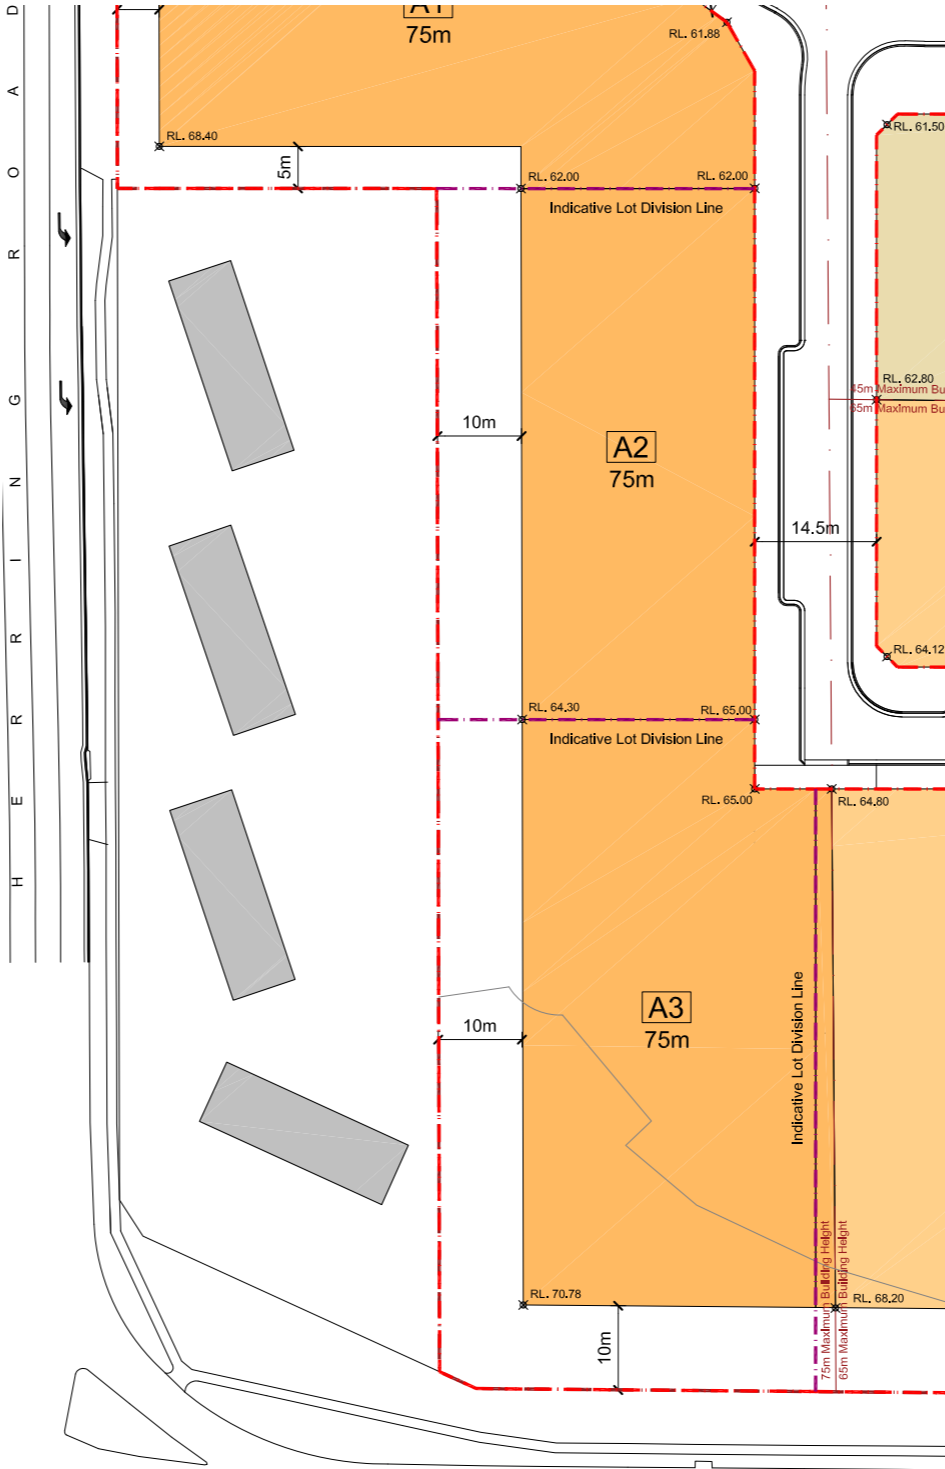 A1
75m
RL. 61.88
RL. 68.40
5m
RL. 61.50
RL. 62.00
RL. 62.00
Indicative Lot Division Line
RL. 62.80
45m Maximum Bu
65m Maximum Bu
10m
A2
75m
14.5m
RL. 64.12
RL. 64.30
RL. 65.00
Indicative Lot Division Line
RL. 65.00
RL. 64.80
HERRING ROAD
Indicative Lot Division Line
A3
75m
10m
75m Maximum Building Height
65m Maximum Building Height
RL. 70.78
RL. 68.20
10m